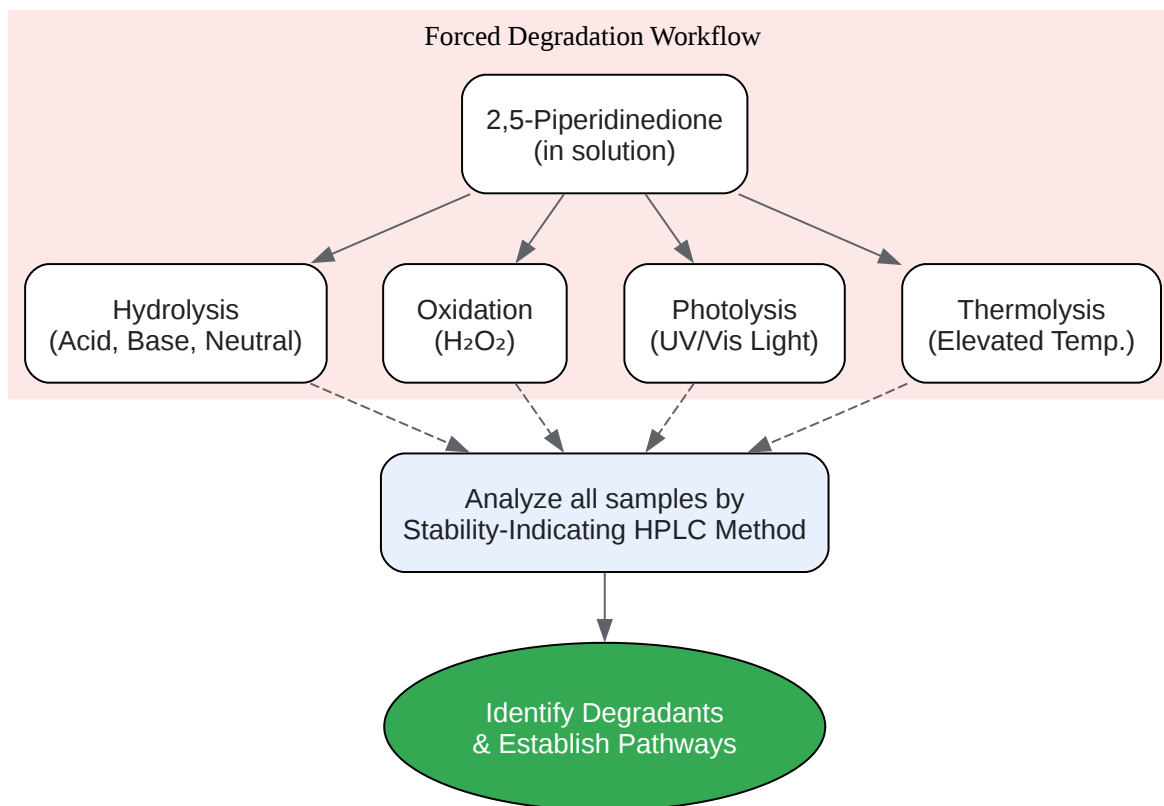 Forced Degradation Workflow
2,5-Piperidinedione
(in solution)
Hydrolysis
(Acid, Base, Neutral)
Oxidation
(H₂O₂)
Photolysis
(UV/Vis Light)
Thermolysis
(Elevated Temp.)
Analyze all samples by
Stability-Indicating HPLC Method
Identify Degradants
& Establish Pathways